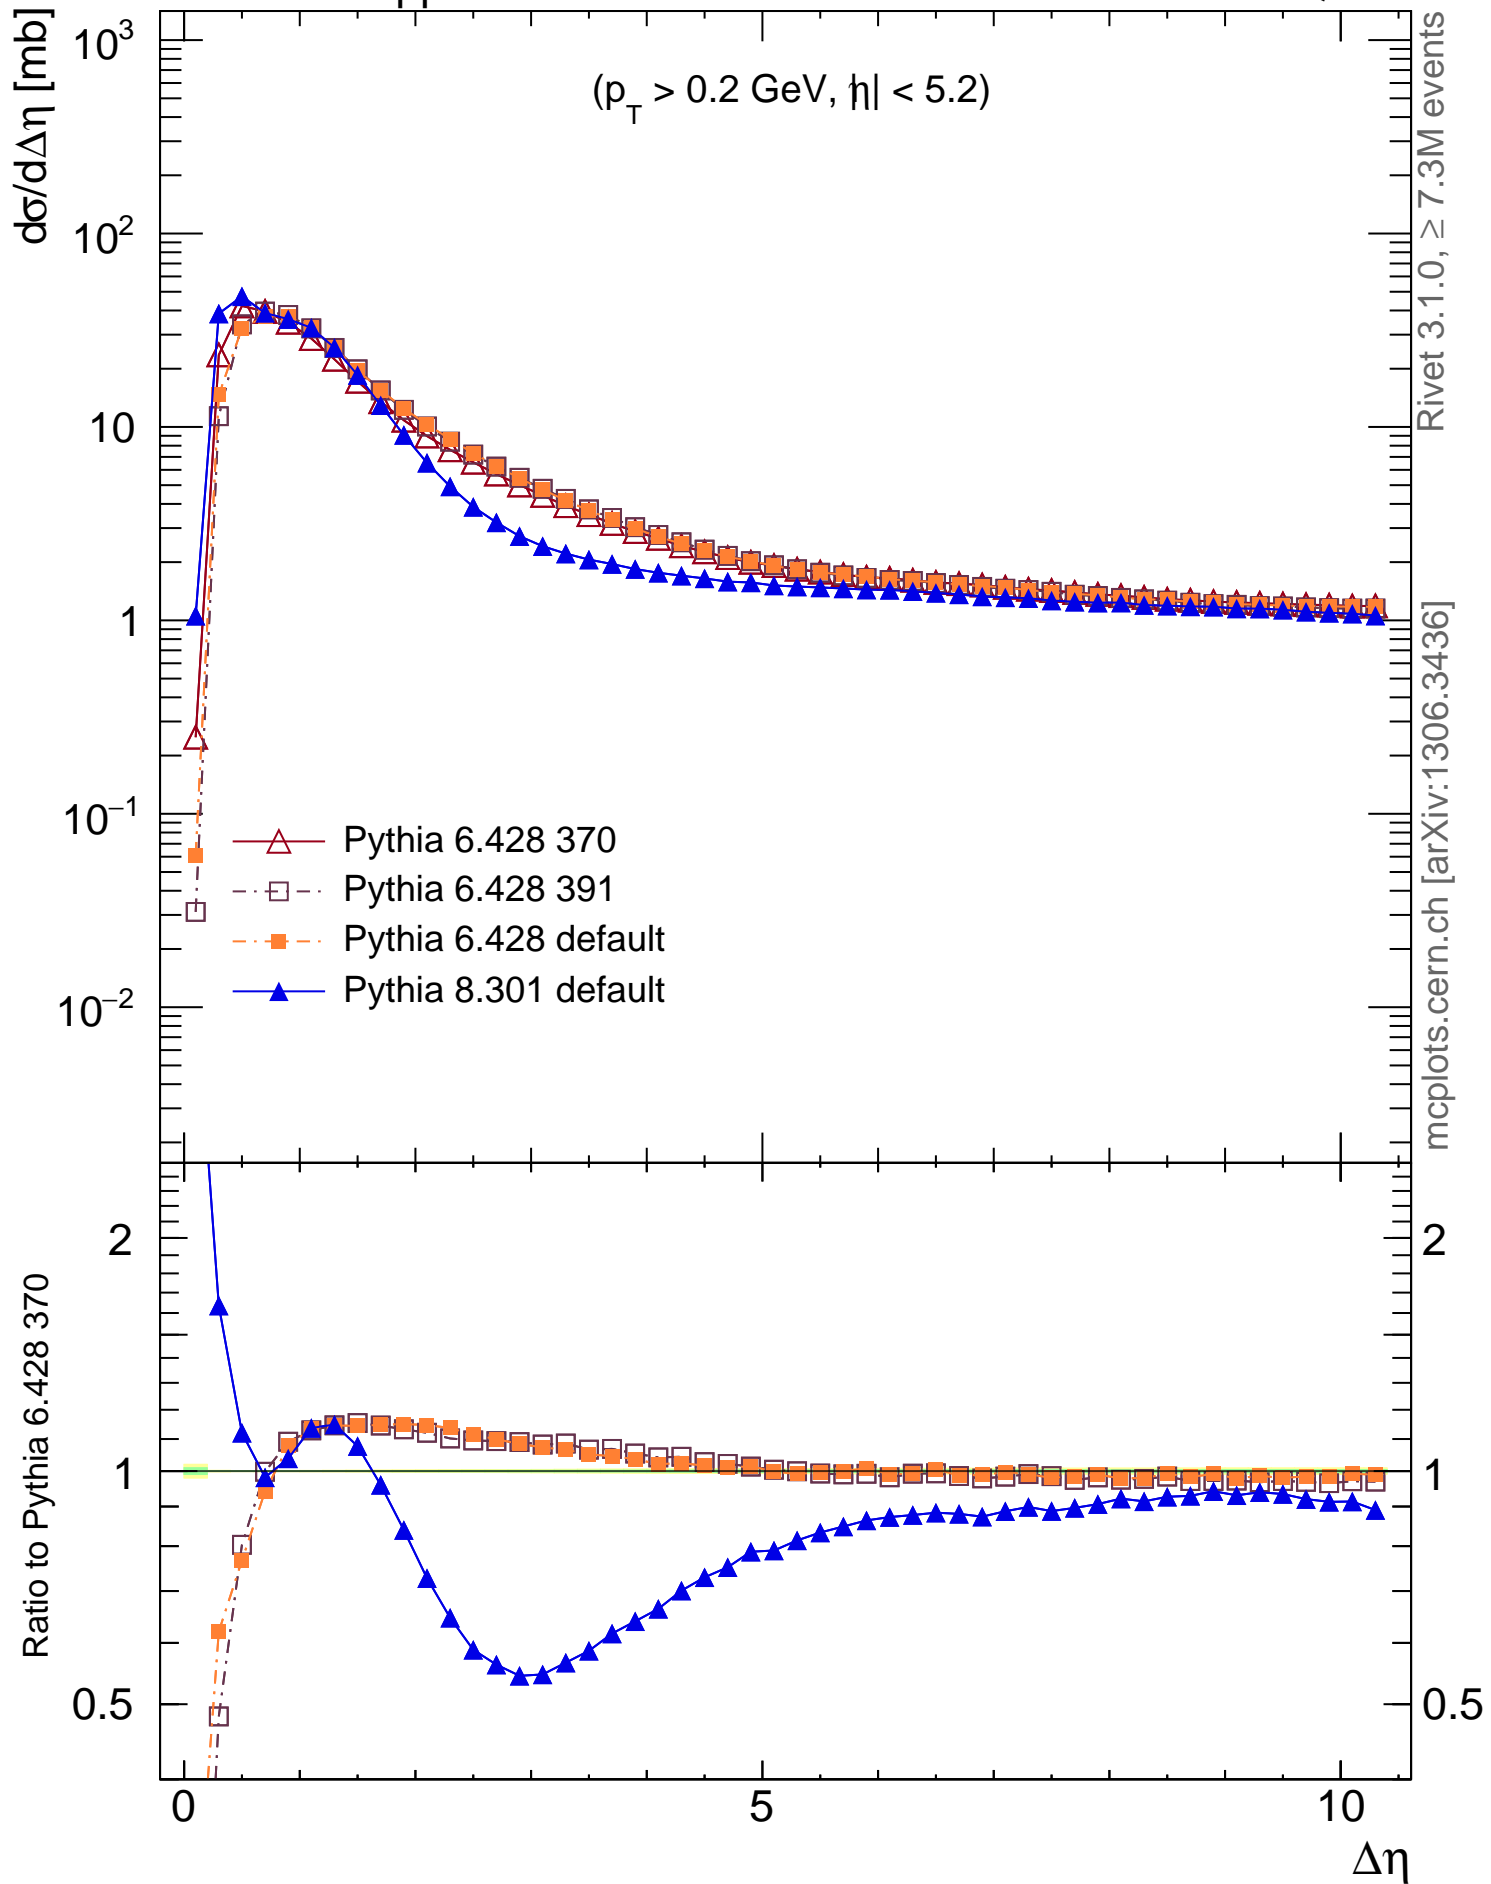 dσ/dΔη [mb]
(p_T > 0.2 GeV, |η| < 5.2)
10^3
10^2
10
1
10^−1
10^−2
Pythia 6.428 370
Pythia 6.428 391
Pythia 6.428 default
Pythia 8.301 default
Rivet 3.1.0, ≥ 7.3M events
mcplots.cern.ch [arXiv:1306.3436]
Ratio to Pythia 6.428 370
2
1
0.5
2
1
0.5
0
5
10
Δη